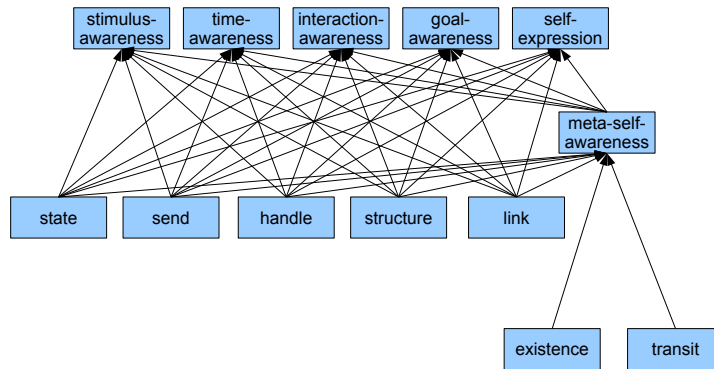 stimulus-
awareness
time-
awareness
interaction-
awareness
goal-
awareness
self-
expression
meta-self-
awareness
state
send
handle
structure
link
existence
transit